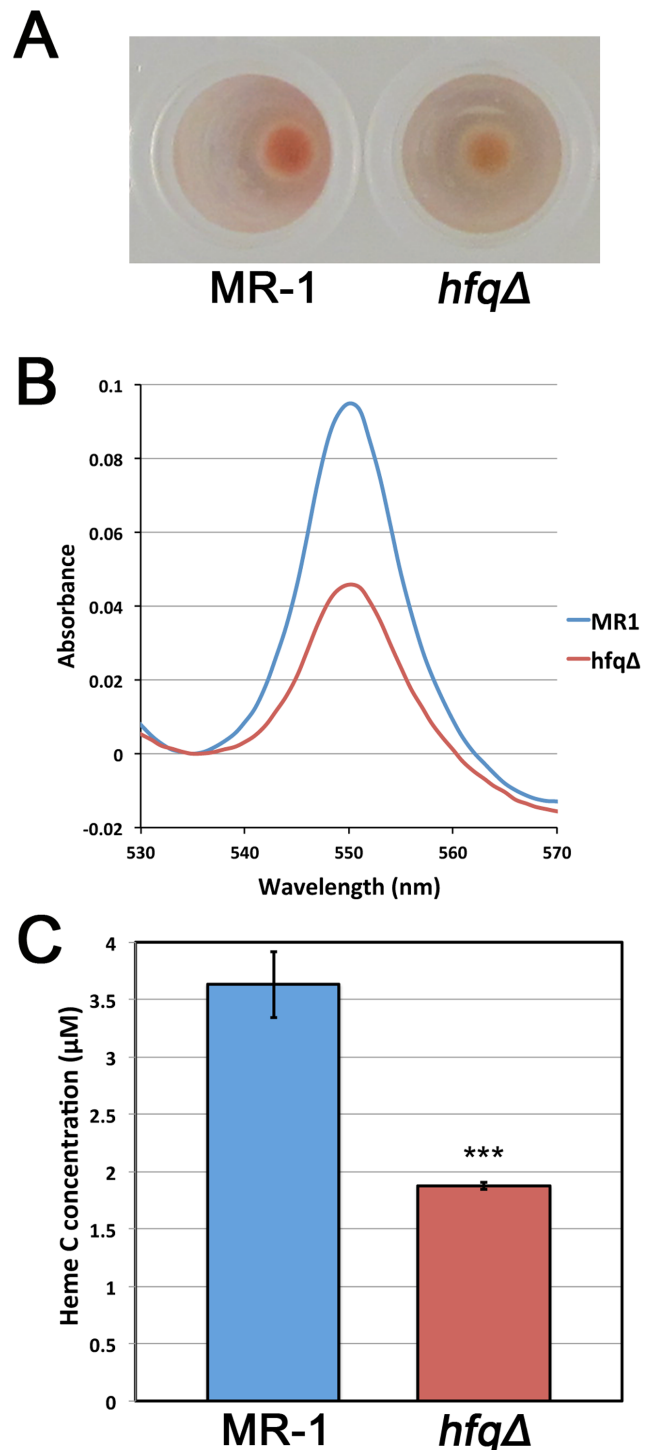 A
MR-1 hfqΔ
B
0.1
0.08
0.06
0.04
0.02
0
-0.02
Absorbance
530 540 550 560 570
Wavelength (nm)
MR1
hfqΔ
C
4
3.5
3
2.5
2
1.5
1
0.5
0
Heme C concentration (μM)
***
MR-1 hfqΔ